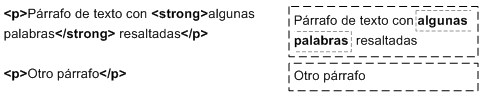 <p>Párrafo de texto con <strong>algunas
palabras</strong> resaltadas</p>
<p>Otro párrafo</p>
Párrafo de texto con algunas
palabras resaltadas
Otro párrafo